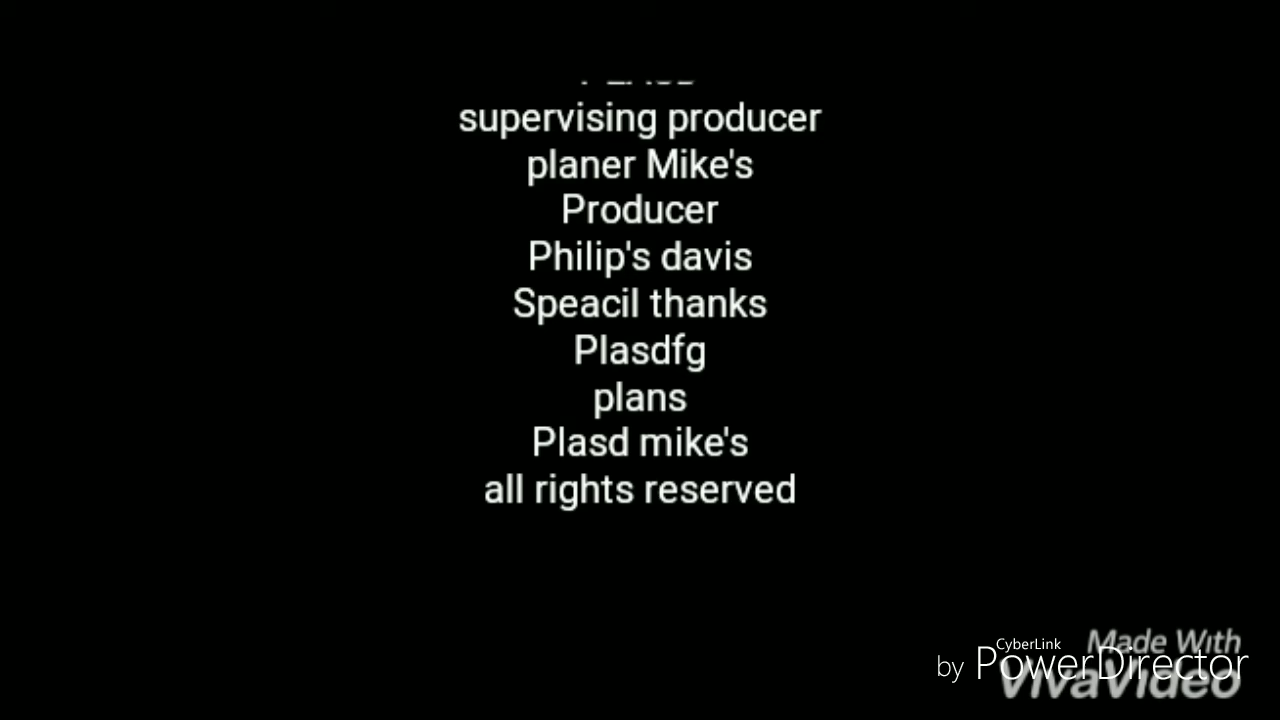 supervising producer
planer Mike's
Producer
Philip's davis
Speacil thanks
Plasdfg
plans
Plasd mike's
all rights reserved
CyberLink
by PowerDirector
Made With
VivaVideo